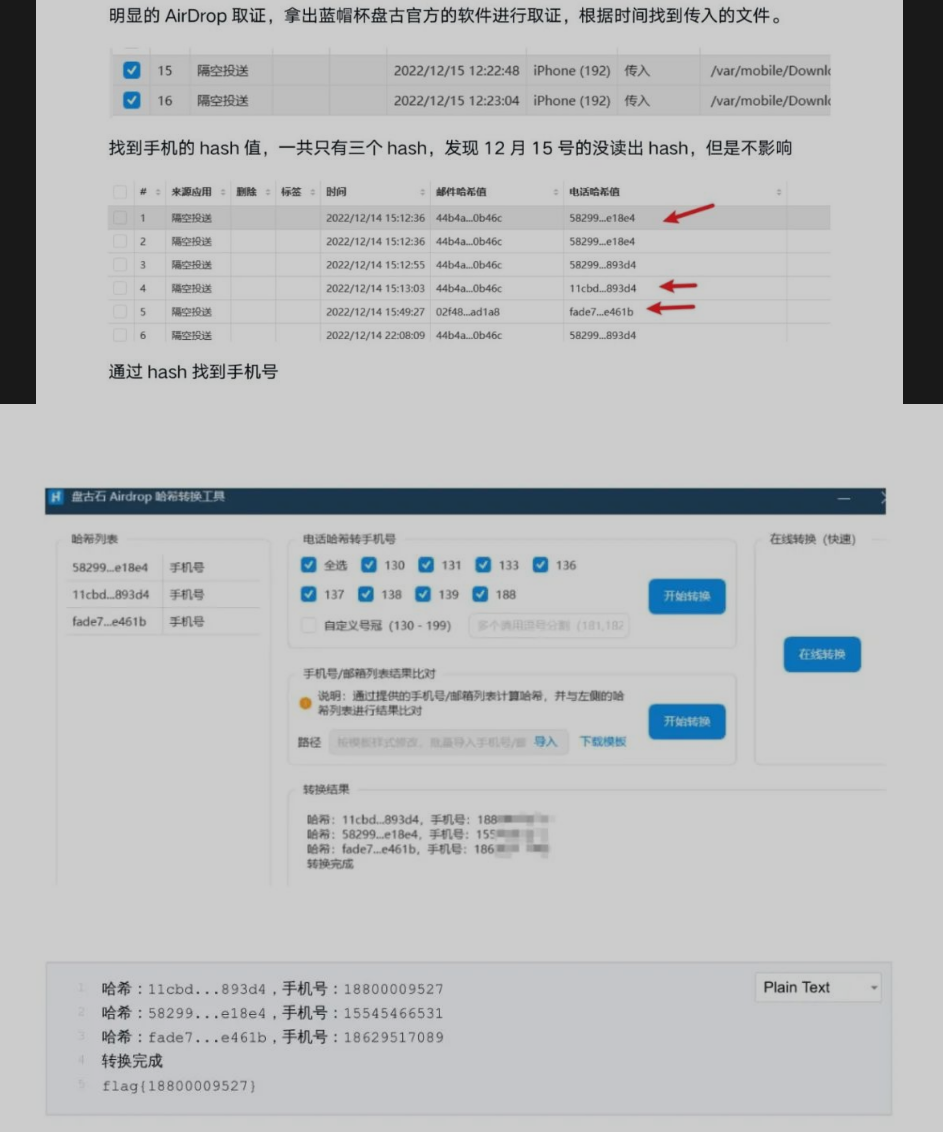 明显的 AirDrop 取证，拿出蓝帽杯盘古官方的软件进行取证，根据时间找到传入的文件。
15 隔空投送 2022/12/15 12:22:48 iPhone (192) 传入 /var/mobile/Downl
16 隔空投送 2022/12/15 12:23:04 iPhone (192) 传入 /var/mobile/Downl
找到手机的 hash 值，一共只有三个 hash，发现 12 月 15 号的没读出 hash，但是不影响
# 来源应用 删除 标签 时间 邮件哈希值 电话哈希值
1 隔空投送 2022/12/14 15:12:36 44b4a...0b46c 58299...e18e4
2 隔空投送 2022/12/14 15:12:36 44b4a...0b46c 58299...e18e4
3 隔空投送 2022/12/14 15:12:55 44b4a...0b46c 58299...893d4
4 隔空投送 2022/12/14 15:13:03 44b4a...0b46c 11cbd...893d4
5 隔空投送 2022/12/14 15:49:27 02f48...ad1a8 fade7...e461b
6 隔空投送 2022/12/14 22:08:09 44b4a...0b46c 58299...893d4
通过 hash 找到手机号
盘古石 Airdrop 哈希转换工具
哈希列表
58299...e18e4 手机号
11cbd...893d4 手机号
fade7...e461b 手机号
电话哈希转手机号
全选 130 131 133 136
137 138 139 188
自定义号冠（130 - 199） 多个请用逗号分割（181,182
开始转换
手机号/邮箱列表结果比对
说明：通过提供的手机号/邮箱列表计算哈希，并与左侧的哈
希列表进行结果比对
路径 按模板样式修改，批量导入手机号/邮 导入 下载模板
开始转换
在线转换（快速）
在线转换
转换结果
哈希：11cbd...893d4，手机号：188
哈希：58299...e18e4，手机号：155
哈希：fade7...e461b，手机号：186
转换完成
Plain Text
1 哈希：11cbd...893d4，手机号：18800009527
2 哈希：58299...e18e4，手机号：15545466531
3 哈希：fade7...e461b，手机号：18629517089
4 转换完成
5 flag{18800009527}